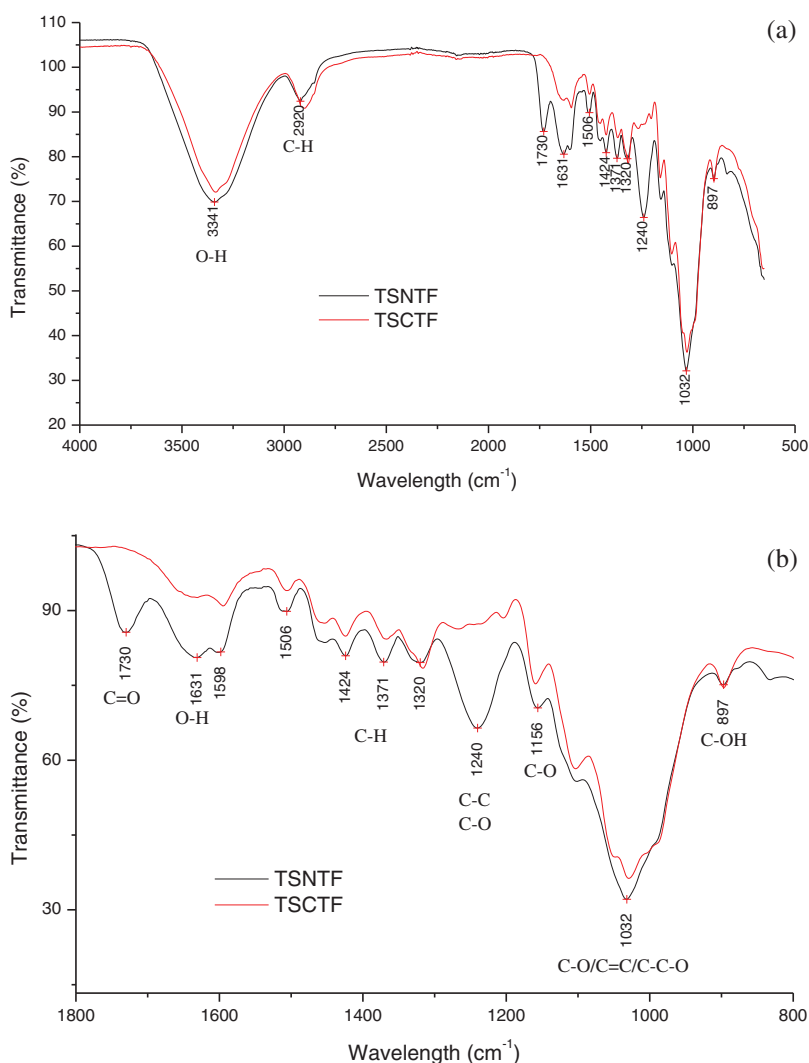 (a)
110
100
90
80
70
60
50
40
30
20
Transmittance (%)
3341
O-H
2920
C-H
1730
1631
1506
1424
1371
1320
1240
1032
897
TSNTF
TSCTF
4000
3500
3000
2500
2000
1500
1000
500
Wavelength (cm⁻¹)
(b)
90
60
30
Transmittance (%)
1730
C=O
1631
1598
O-H
1506
1424
1371
1320
C-H
1240
C-C
C-O
1156
C-O
1032
C-O/C=C/C-C-O
897
C-OH
TSNTF
TSCTF
1800
1600
1400
1200
1000
800
Wavelength (cm⁻¹)